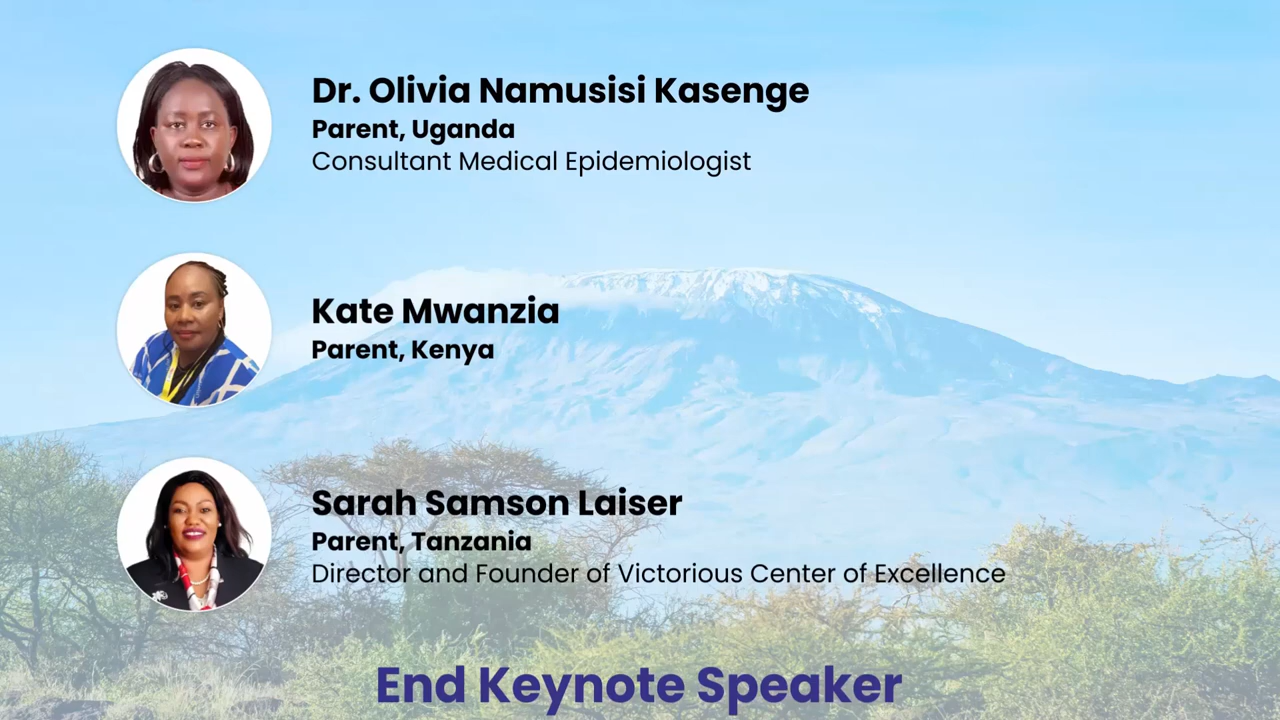 Dr. Olivia Namusisi Kasenge
Parent, Uganda
Consultant Medical Epidemiologist
Kate Mwanzia
Parent, Kenya
Sarah Samson Laiser
Parent, Tanzania
Director and Founder of Victorious Center of Excellence
End Keynote Speaker